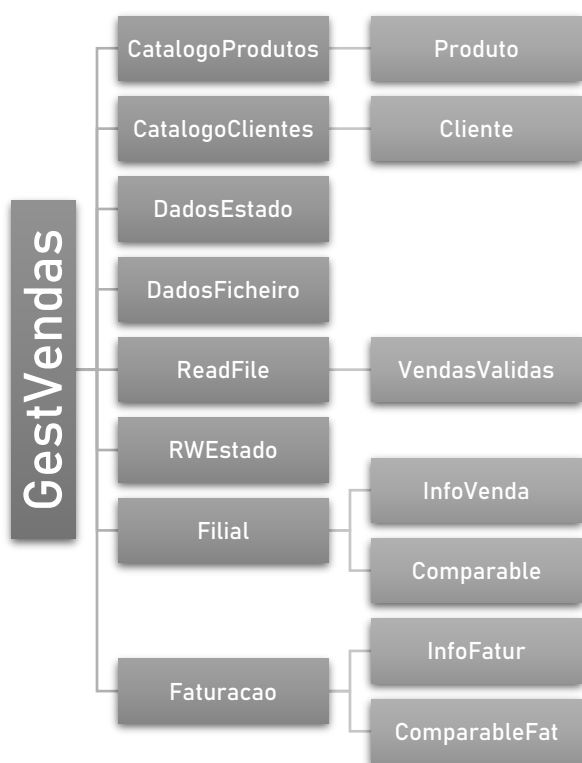 GestVendas
CatalogoProdutos
Produto
CatalogoClientes
Cliente
DadosEstado
DadosFicheiro
ReadFile
VendasValidas
RWEstado
Filial
InfoVenda
Comparable
Faturacao
InfoFatur
ComparableFat